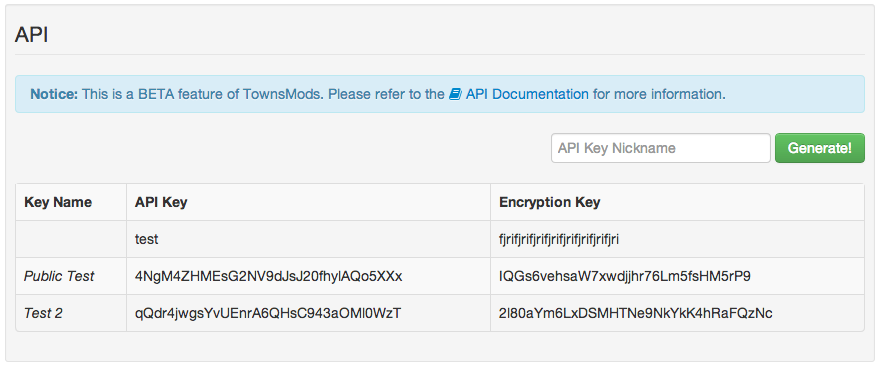 API
Notice: This is a BETA feature of TownsMods. Please refer to the API Documentation for more information.
API Key Nickname Generate!
Key Name API Key Encryption Key
test fjrifjrifjrifjrifjrifjrifjrifjri
Public Test 4NgM4ZHMEsG2NV9dJsJ20fhylAQo5XXx IQGs6vehsaW7xwdjjhr76Lm5fsHM5rP9
Test 2 qQdr4jwgsYvUEnrA6QHsC943aOMl0WzT 2l80aYm6LxDSMHTNe9NkYkK4hRaFQzNc